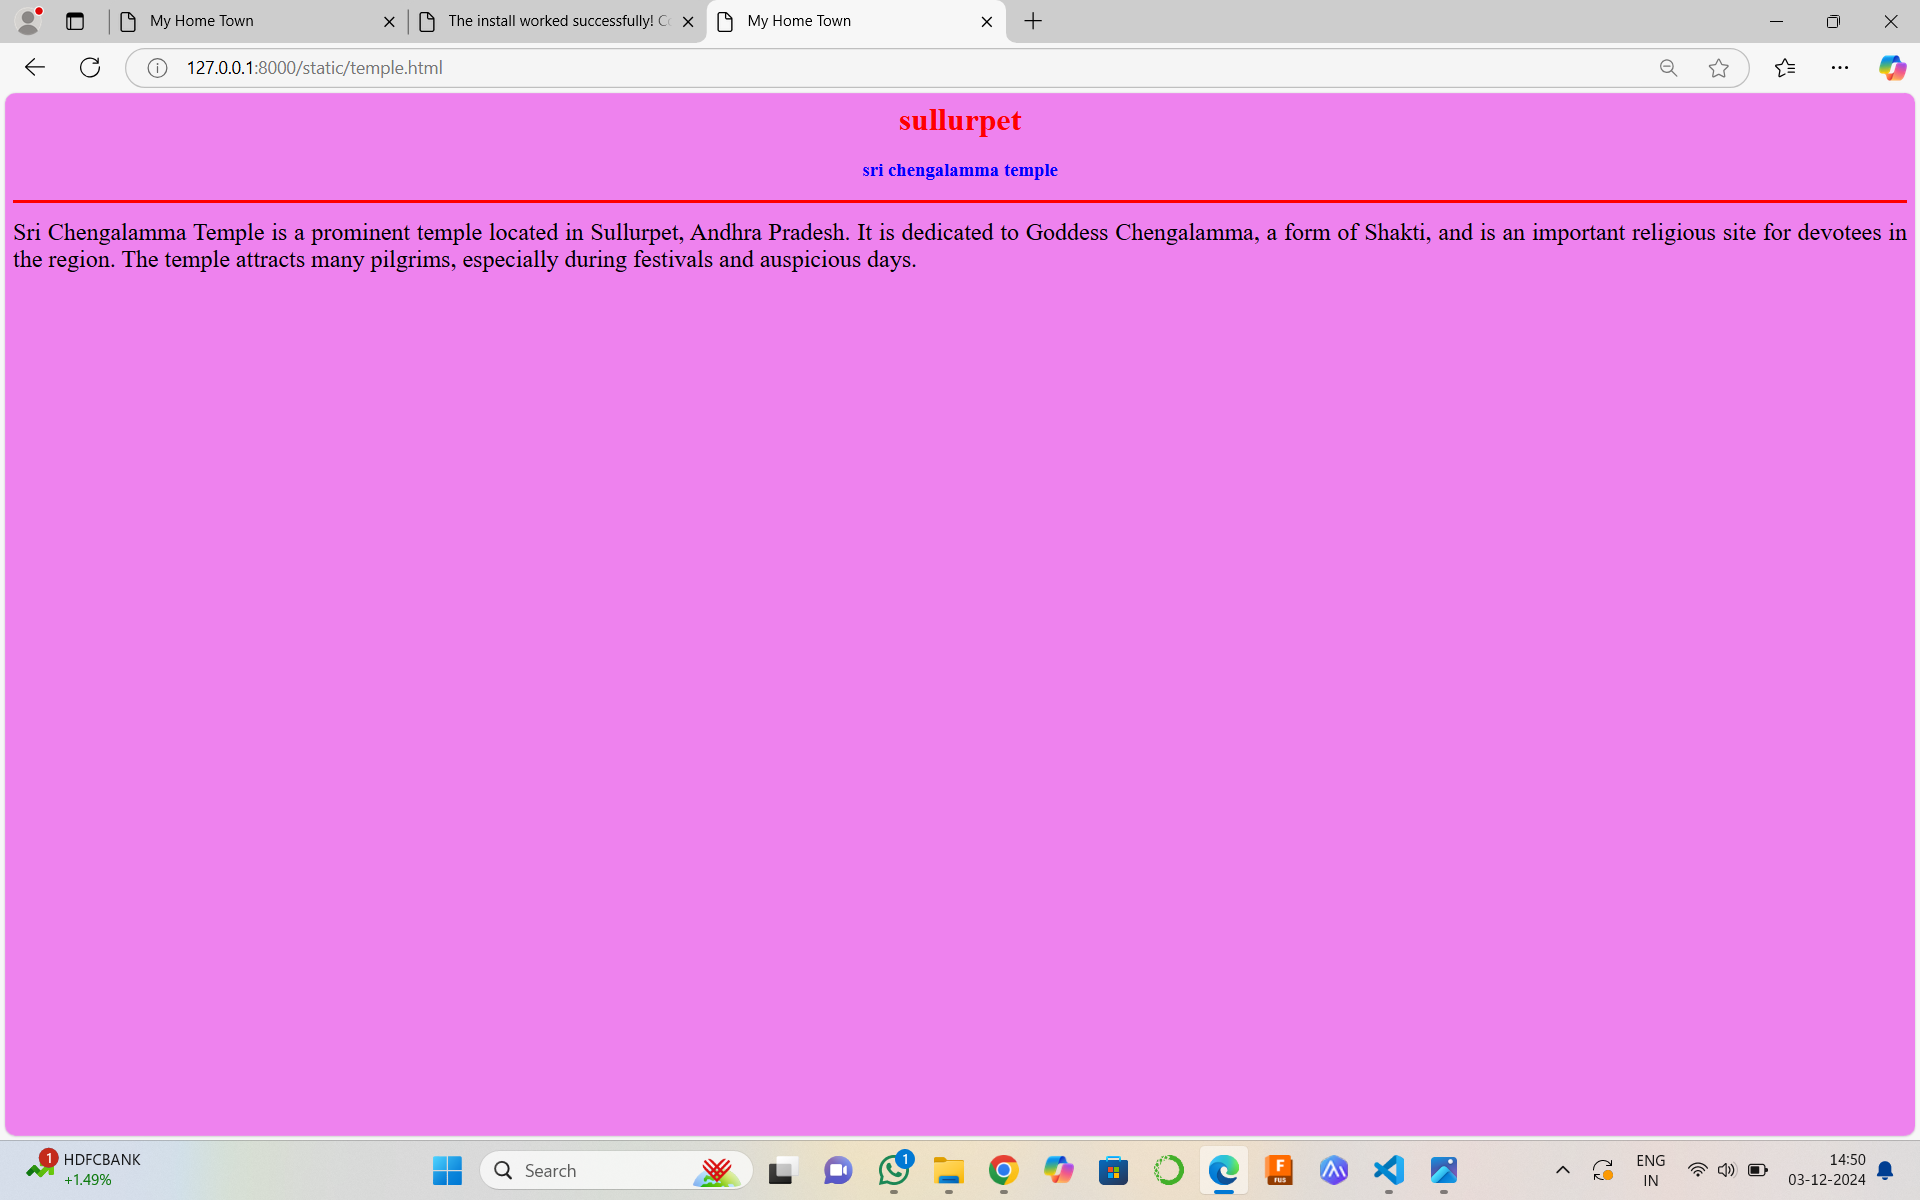 My Home Town
The install worked successfully! Co
My Home Town
127.0.0.1:8000/static/temple.html
sullurpet
sri chengalamma temple
Sri Chengalamma Temple is a prominent temple located in Sullurpet, Andhra Pradesh. It is dedicated to Goddess Chengalamma, a form of Shakti, and is an important religious site for devotees in
the region. The temple attracts many pilgrims, especially during festivals and auspicious days.
1
HDFCBANK
+1.49%
Search
1
F
FUS
ENG
IN
14:50
03-12-2024